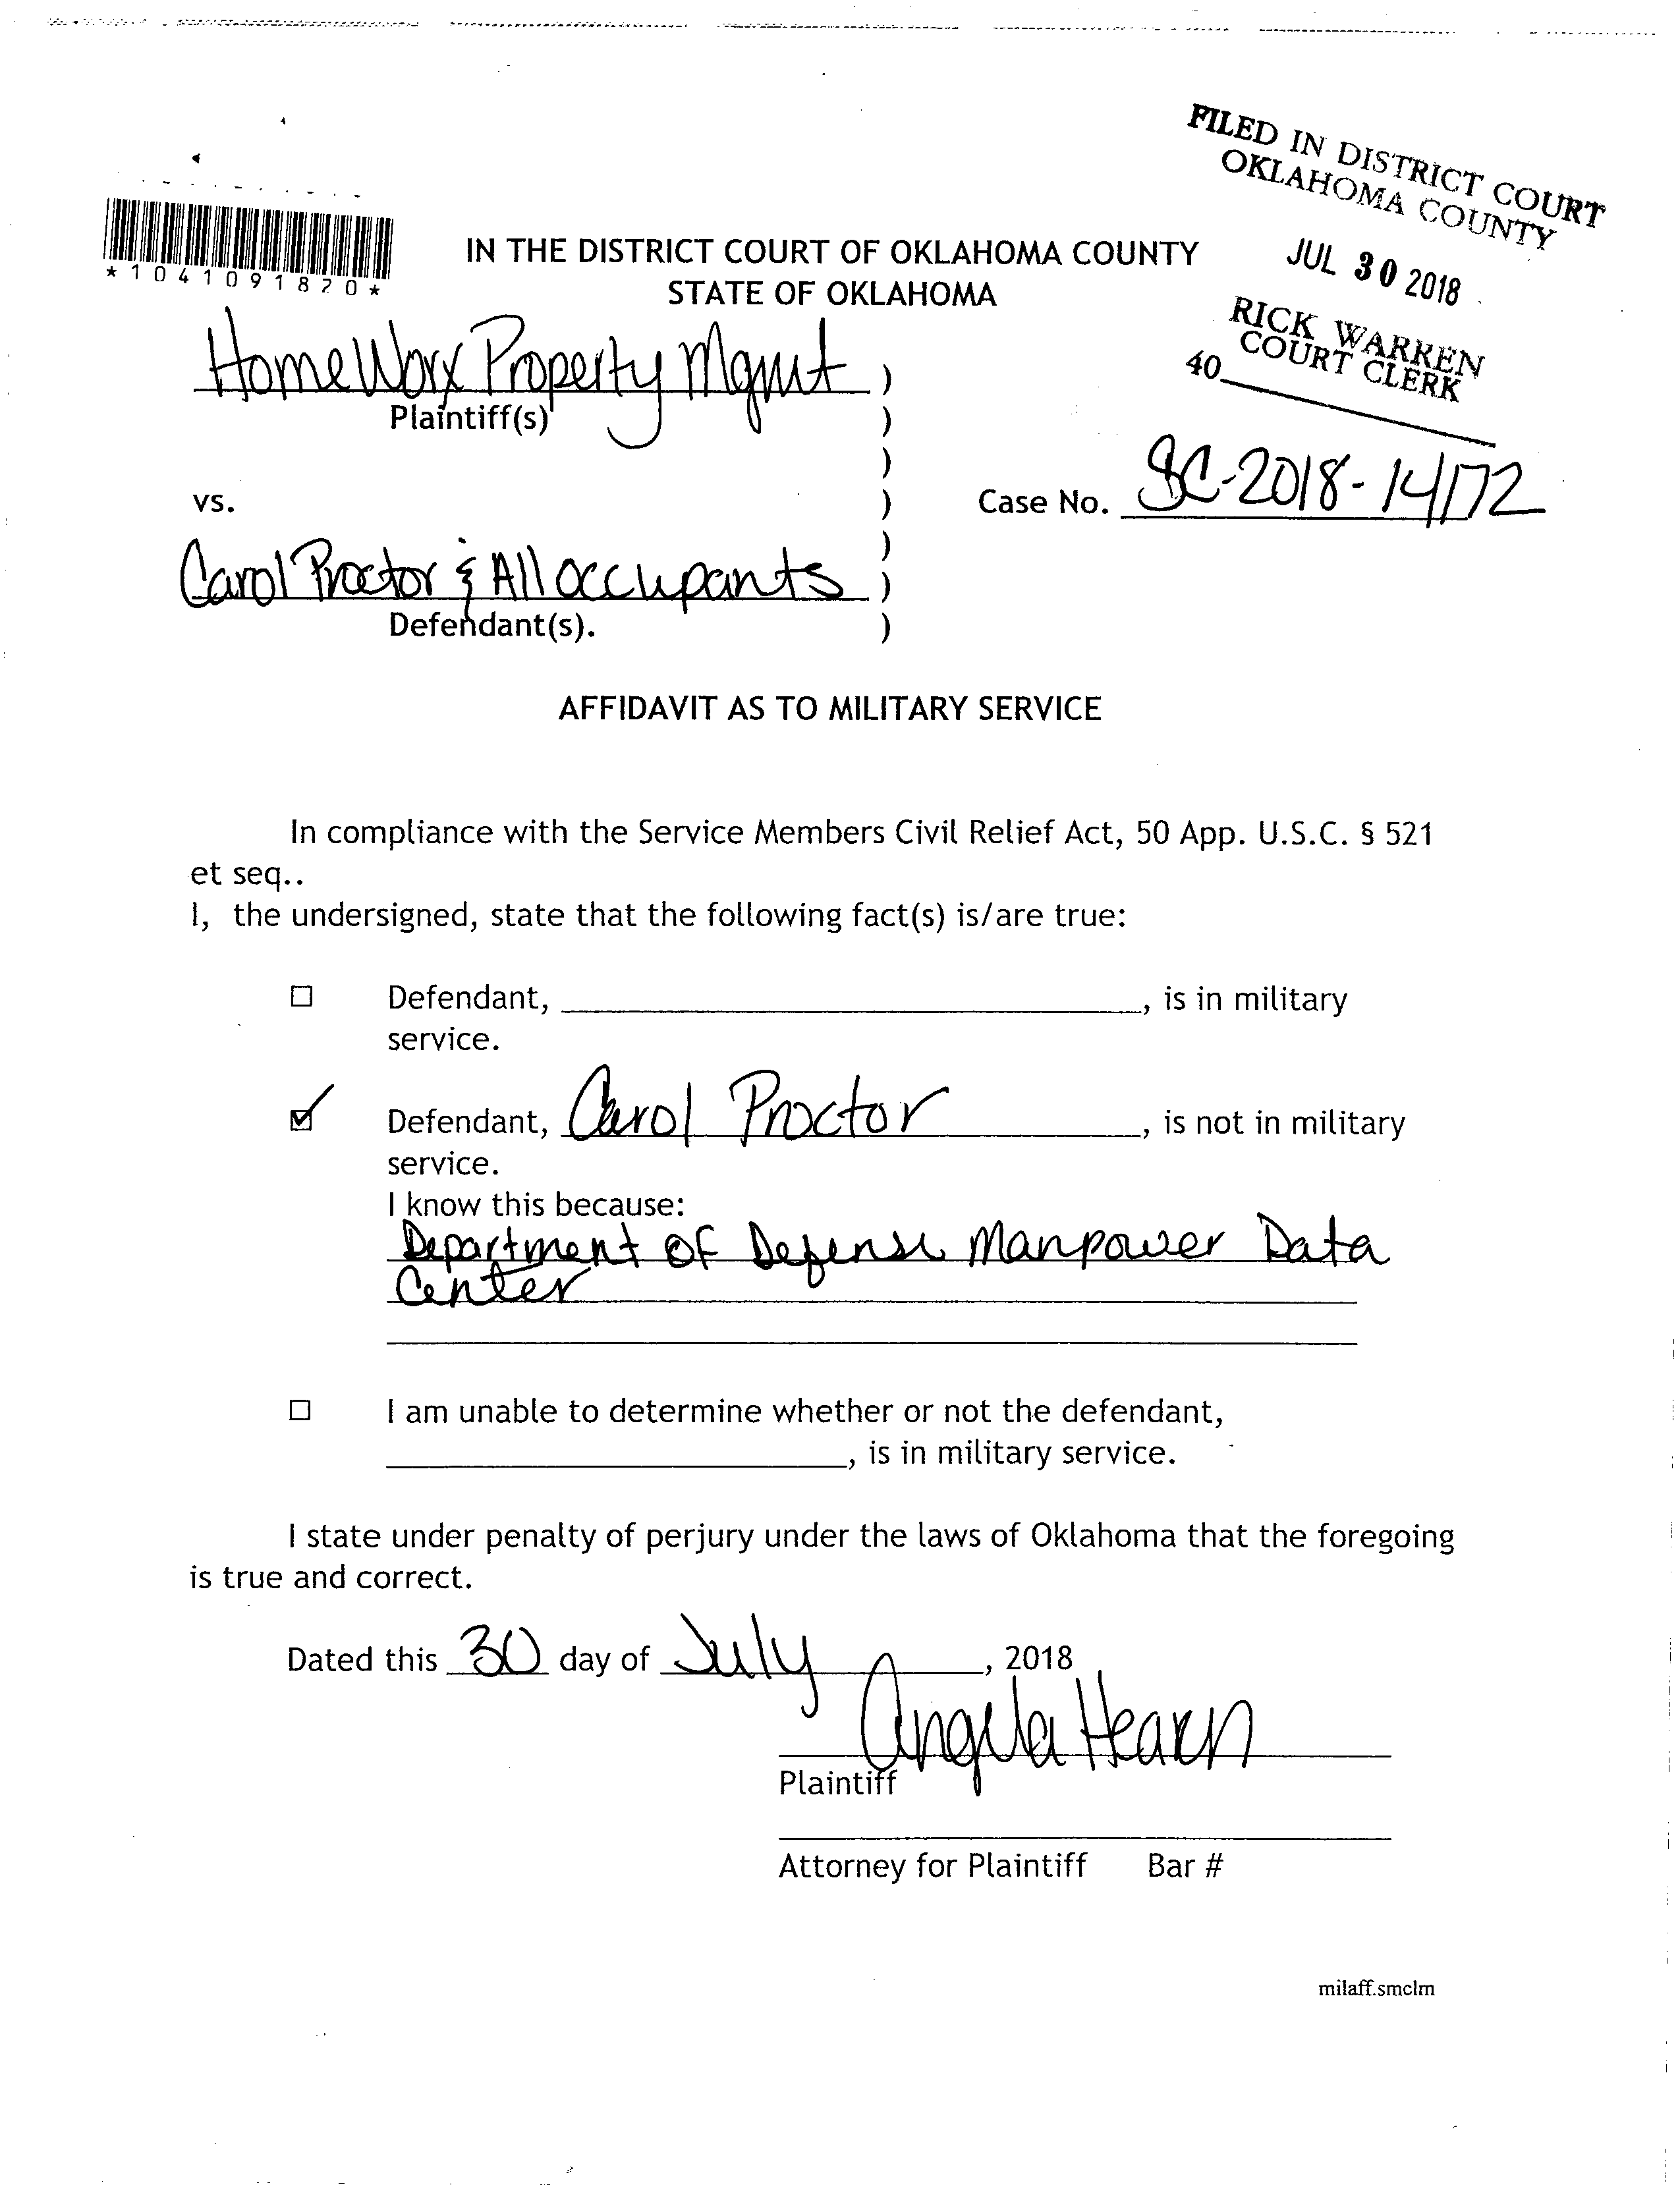 FILED IN DISTRICT COURT
OKLAHOMA COUNTY
JUL 30 2018
RICK WARREN
COURT CLERK
40
*1041091820*
IN THE DISTRICT COURT OF OKLAHOMA COUNTY
STATE OF OKLAHOMA
HomeWorx Property Mgmt )
Plaintiff(s) )
)
vs. ) Case No. SC-2018-14172
)
Carol Proctor & All occupants )
Defendant(s). )
AFFIDAVIT AS TO MILITARY SERVICE
In compliance with the Service Members Civil Relief Act, 50 App. U.S.C. § 521
et seq..
I, the undersigned, state that the following fact(s) is/are true:
☐ Defendant, ____________, is in military
service.
☑ Defendant, Carol Proctor, is not in military
service.
I know this because:
Department of Defense Manpower Data
Center
☐ I am unable to determine whether or not the defendant,
____________, is in military service.
I state under penalty of perjury under the laws of Oklahoma that the foregoing
is true and correct.
Dated this 30 day of July, 2018
Angela Hearn
Plaintiff
Attorney for Plaintiff Bar #
milaff.smclm